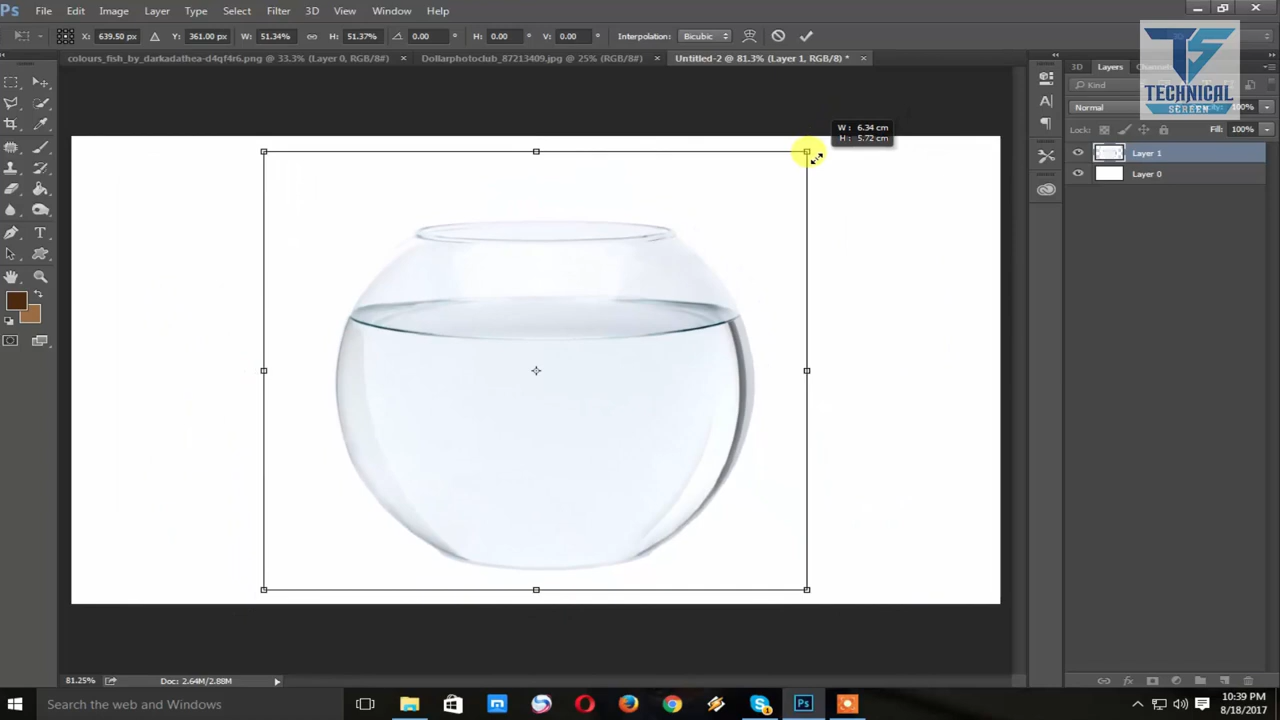 Ps File Edit Image Layer Type Select Filter 3D View Window Help
X: 639.50 px Y: 361.00 px W: 51.34% H: 51.37% 0.00 ° H: 0.00 ° V: 0.00 ° Interpolation: Bicubic
colours_fish_by_darkadathea-d4qf4r6.png @ 33.3% (Layer 0, RGB/8#) × Dollarphotoclub_87213409.jpg @ 25% (RGB/8#) × Untitled-2 @ 81.3% (Layer 1, RGB/8) * ×
3D Layers Channels
Kind
TECHNICAL
SCREEN
Normal Opacity: 100%
Lock: Fill: 100%
W: 6.34 cm
H: 5.72 cm
Layer 1
Layer 0
81.25% Doc: 2.64M/2.88M
Search the web and Windows
10:39 PM
8/18/2017